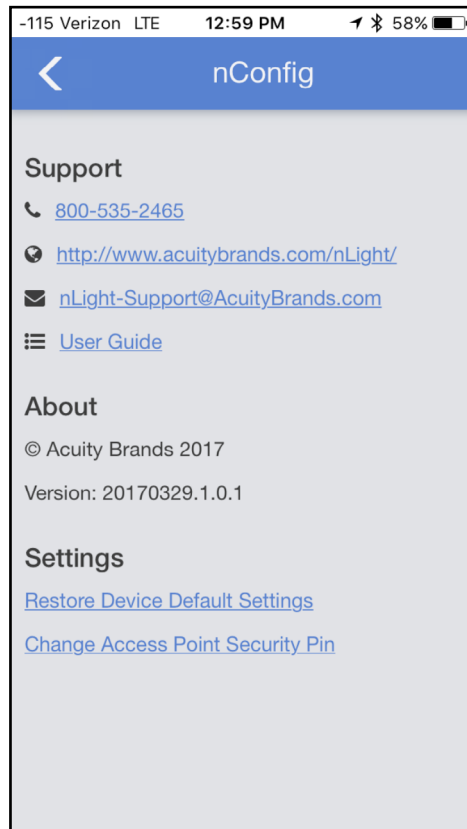 -115 Verizon LTE 12:59 PM 58%
nConfig
Support
800-535-2465
http://www.acuitybrands.com/nLight/
nLight-Support@AcuityBrands.com
User Guide
About
© Acuity Brands 2017
Version: 20170329.1.0.1
Settings
Restore Device Default Settings
Change Access Point Security Pin